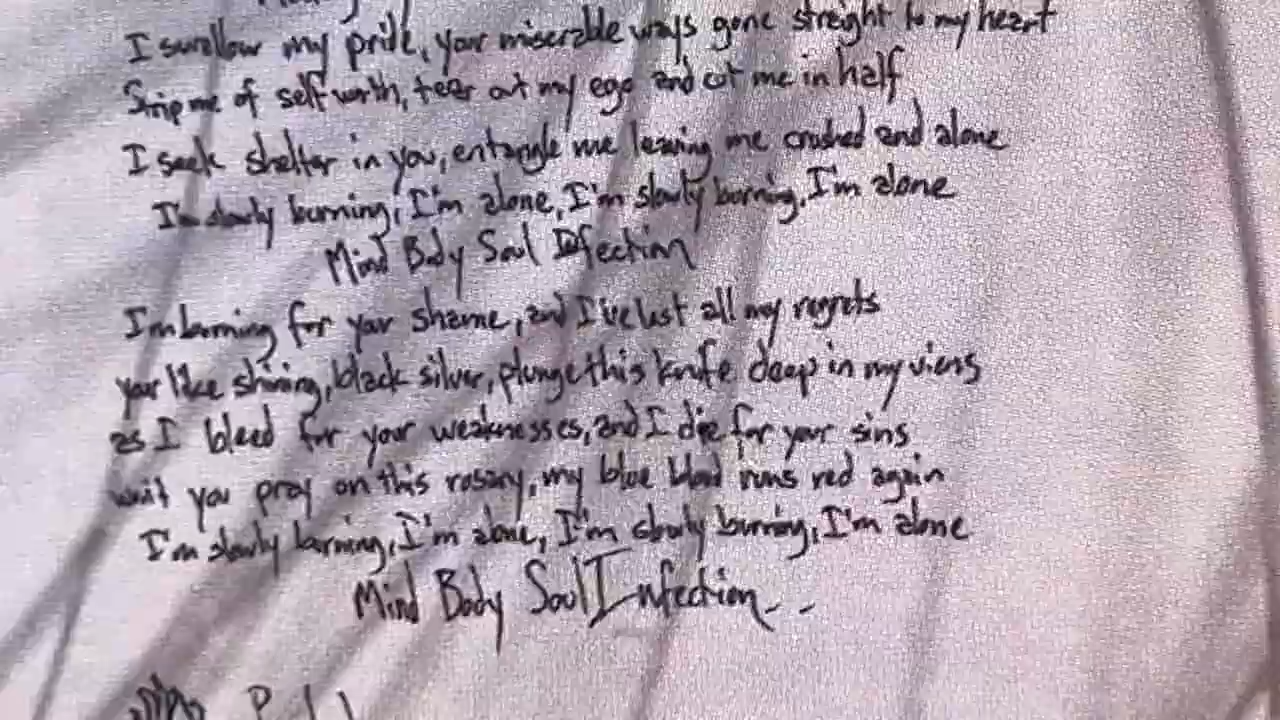 I swallow my pride, your miserable ways gone streight to my heart
Strip me of self worth, tear out my ego and cut me in half
I seek shelter in you, entangle me leaving me crushed and alone
I'm slowly burning, I'm alone, I'm slowly burning, I'm alone
Mind Body Soul Infection
I'm burning for your shame, and I've lost all my regrets
your like shining, black silver, plunge this knife deep in my viens
as I bleed for your weaknesses, and I die for your sins
wait you pray on this rosary, my blue blood runs red again
I'm slowly burning, I'm alone, I'm slowly burning, I'm alone
Mind Body Soul Infection - -